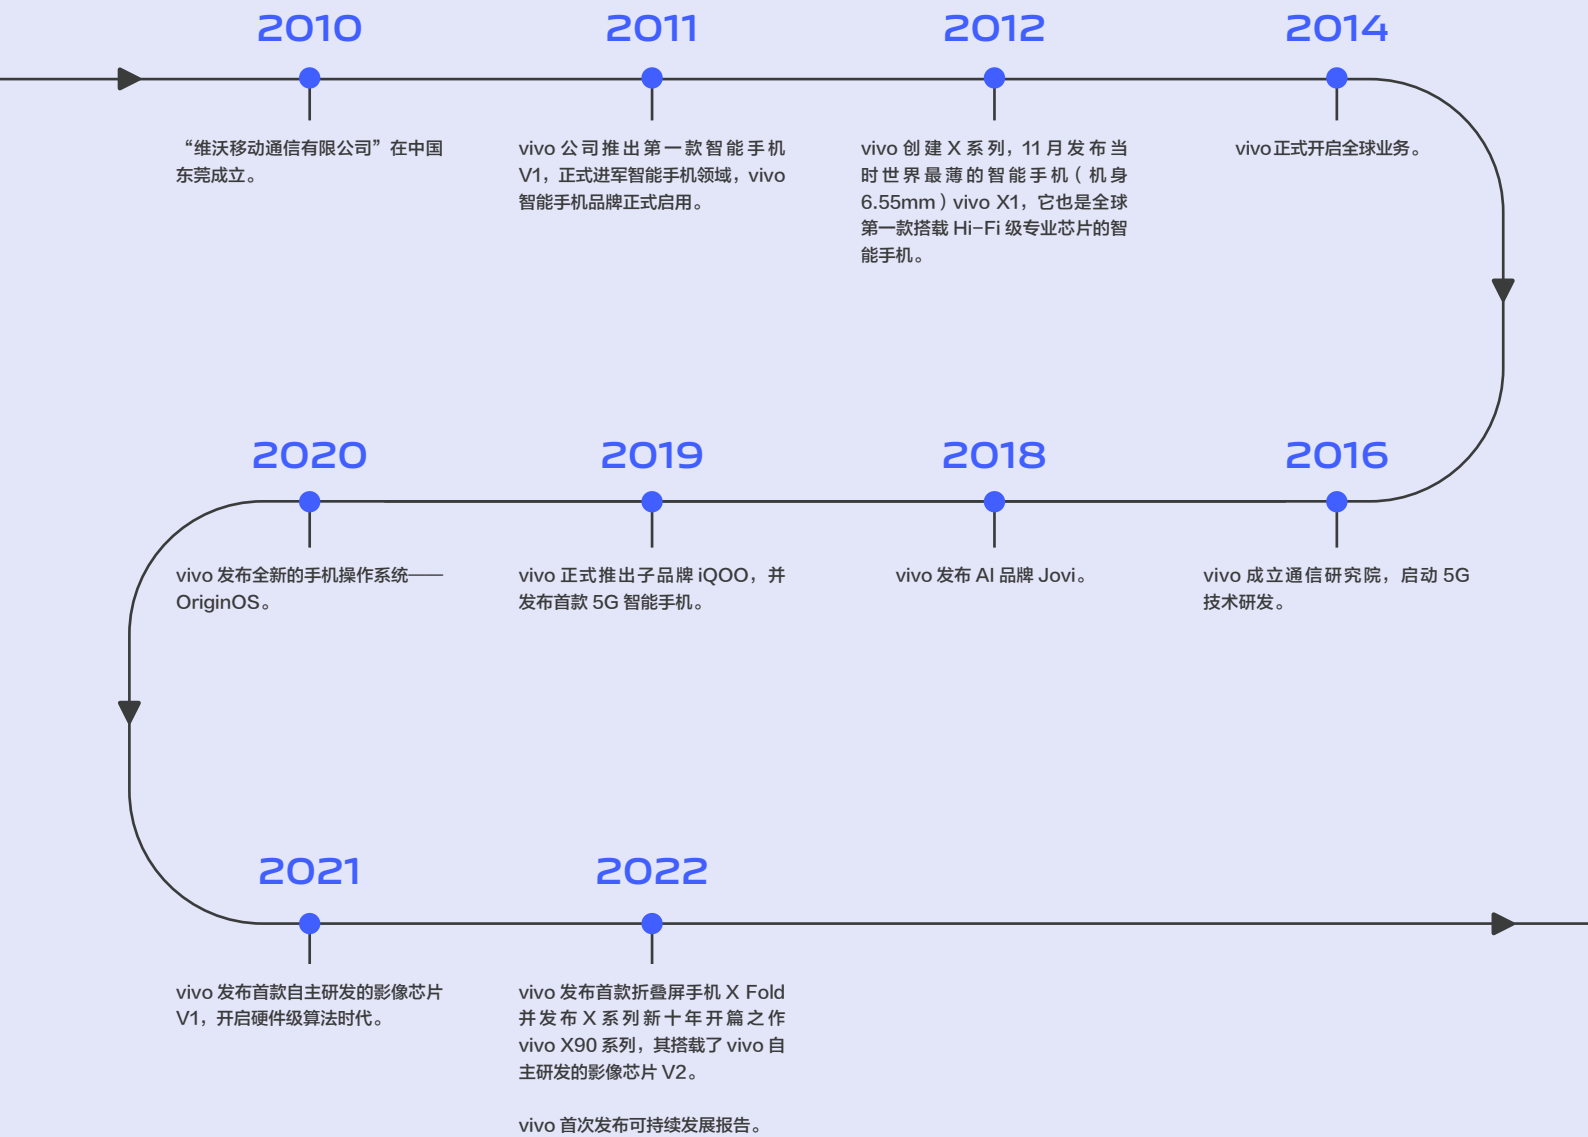 2010
“维沃移动通信有限公司”在中国
东莞成立。
2011
vivo 公司推出第一款智能手机
V1，正式进军智能手机领域，vivo
智能手机品牌正式启用。
2012
vivo 创建 X 系列，11 月发布当
时世界最薄的智能手机（机身
6.55mm）vivo X1，它也是全球
第一款搭载 Hi-Fi 级专业芯片的智
能手机。
2014
vivo正式开启全球业务。
2016
vivo 成立通信研究院，启动 5G
技术研发。
2018
vivo 发布 AI 品牌 Jovi。
2019
vivo 正式推出子品牌 iQOO，并
发布首款 5G 智能手机。
2020
vivo 发布全新的手机操作系统——
OriginOS。
2021
vivo 发布首款自主研发的影像芯片
V1，开启硬件级算法时代。
2022
vivo 发布首款折叠屏手机 X Fold
并发布 X 系列新十年开篇之作
vivo X90 系列，其搭载了 vivo 自
主研发的影像芯片 V2。
vivo 首次发布可持续发展报告。